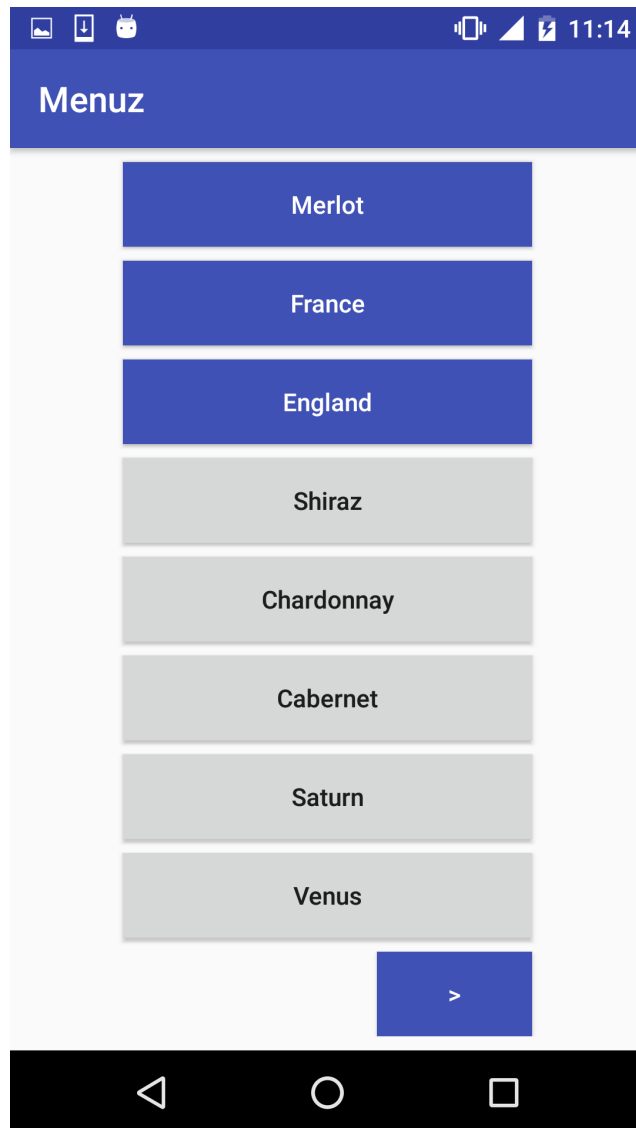 11:14
Menuz
Merlot
France
England
Shiraz
Chardonnay
Cabernet
Saturn
Venus
>